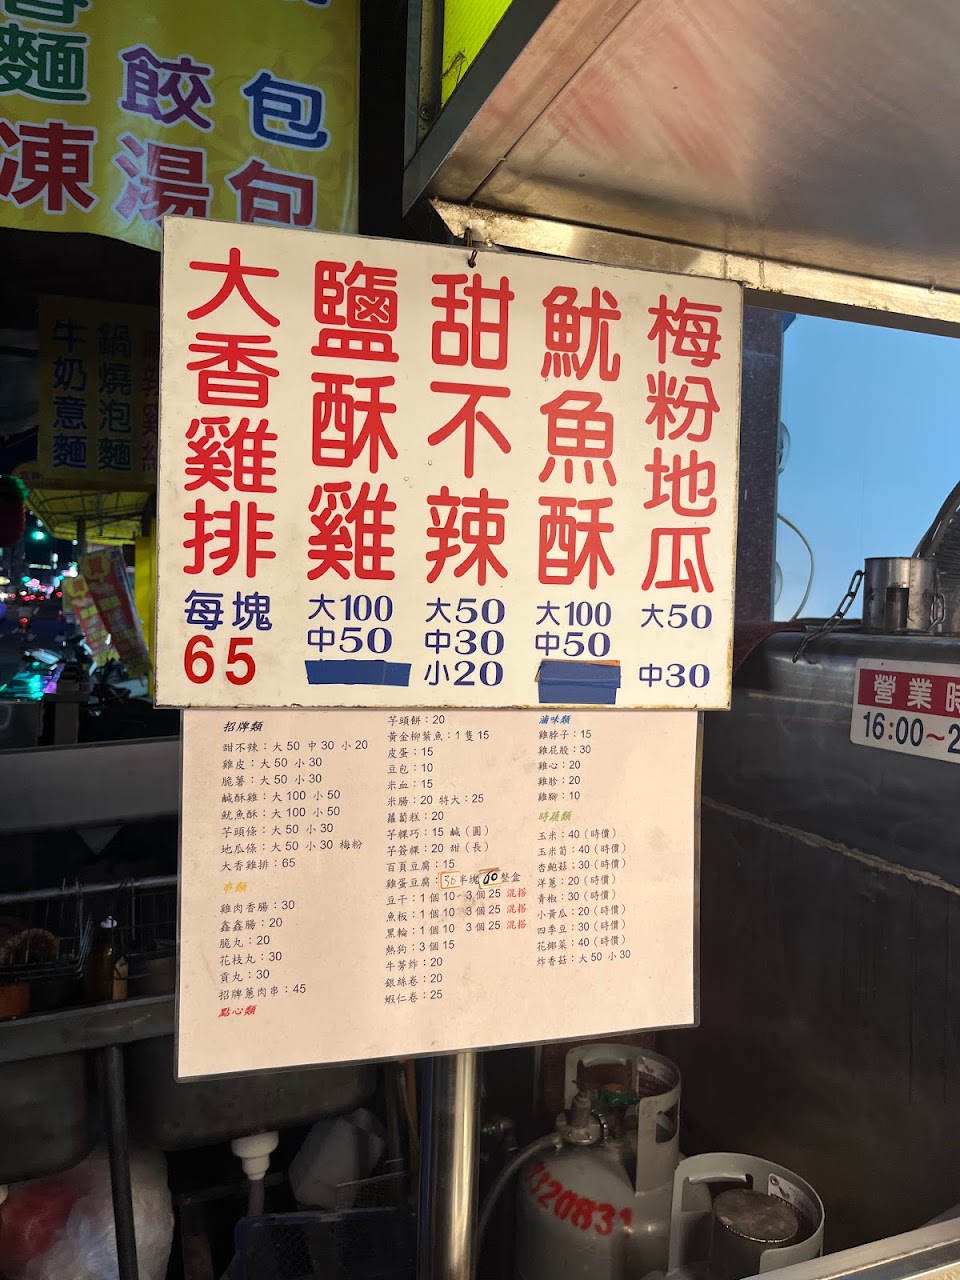 麵 餃 包
凍 湯 包
牛奶意麵
鍋燒泡麵
大香雞排
每塊
65
鹽酥雞
大100
中50
甜不辣
大50
中30
小20
魷魚酥
大100
中50
梅粉地瓜
大50
中30
招牌類
甜不辣：大 50 中 30 小 20
雞皮：大 50 小 30
脆薯：大 50 小 30
鹹酥雞：大 100 小 50
魷魚酥：大 100 小 50
芋頭條：大 50 小 30
地瓜條：大 50 小 30 梅粉
大香雞排：65
串類
雞肉香腸：30
鑫鑫腸：20
脆丸：20
花枝丸：30
貢丸：30
招牌蔥肉串：45
點心類
芋頭餅：20
黃金柳葉魚：1 隻 15
皮蛋：15
豆包：10
米血：15
米腸：20 特大：25
蘿蔔糕：20
芋粿巧：15 鹹（圓）
芋簽粿：20 甜（長）
百頁豆腐：15
雞蛋豆腐：30半塊60整盒
豆干：1 個 10 3 個 25 混搭
魚板：1 個 10 3 個 25 混搭
黑輪：1 個 10 3 個 25 混搭
熱狗：3 個 15
牛蒡炸：20
銀絲卷：20
蝦仁卷：25
滷味類
雞脖子：15
雞屁股：30
雞心：20
雞胗：20
雞腳：10
時蔬類
玉米：40（時價）
玉米筍：40（時價）
杏鮑菇：30（時價）
洋蔥：20（時價）
青椒：30（時價）
小黃瓜：20（時價）
四季豆：30（時價）
花椰菜：40（時價）
炸香菇：大 50 小 30
營業時
16:00～2
320831